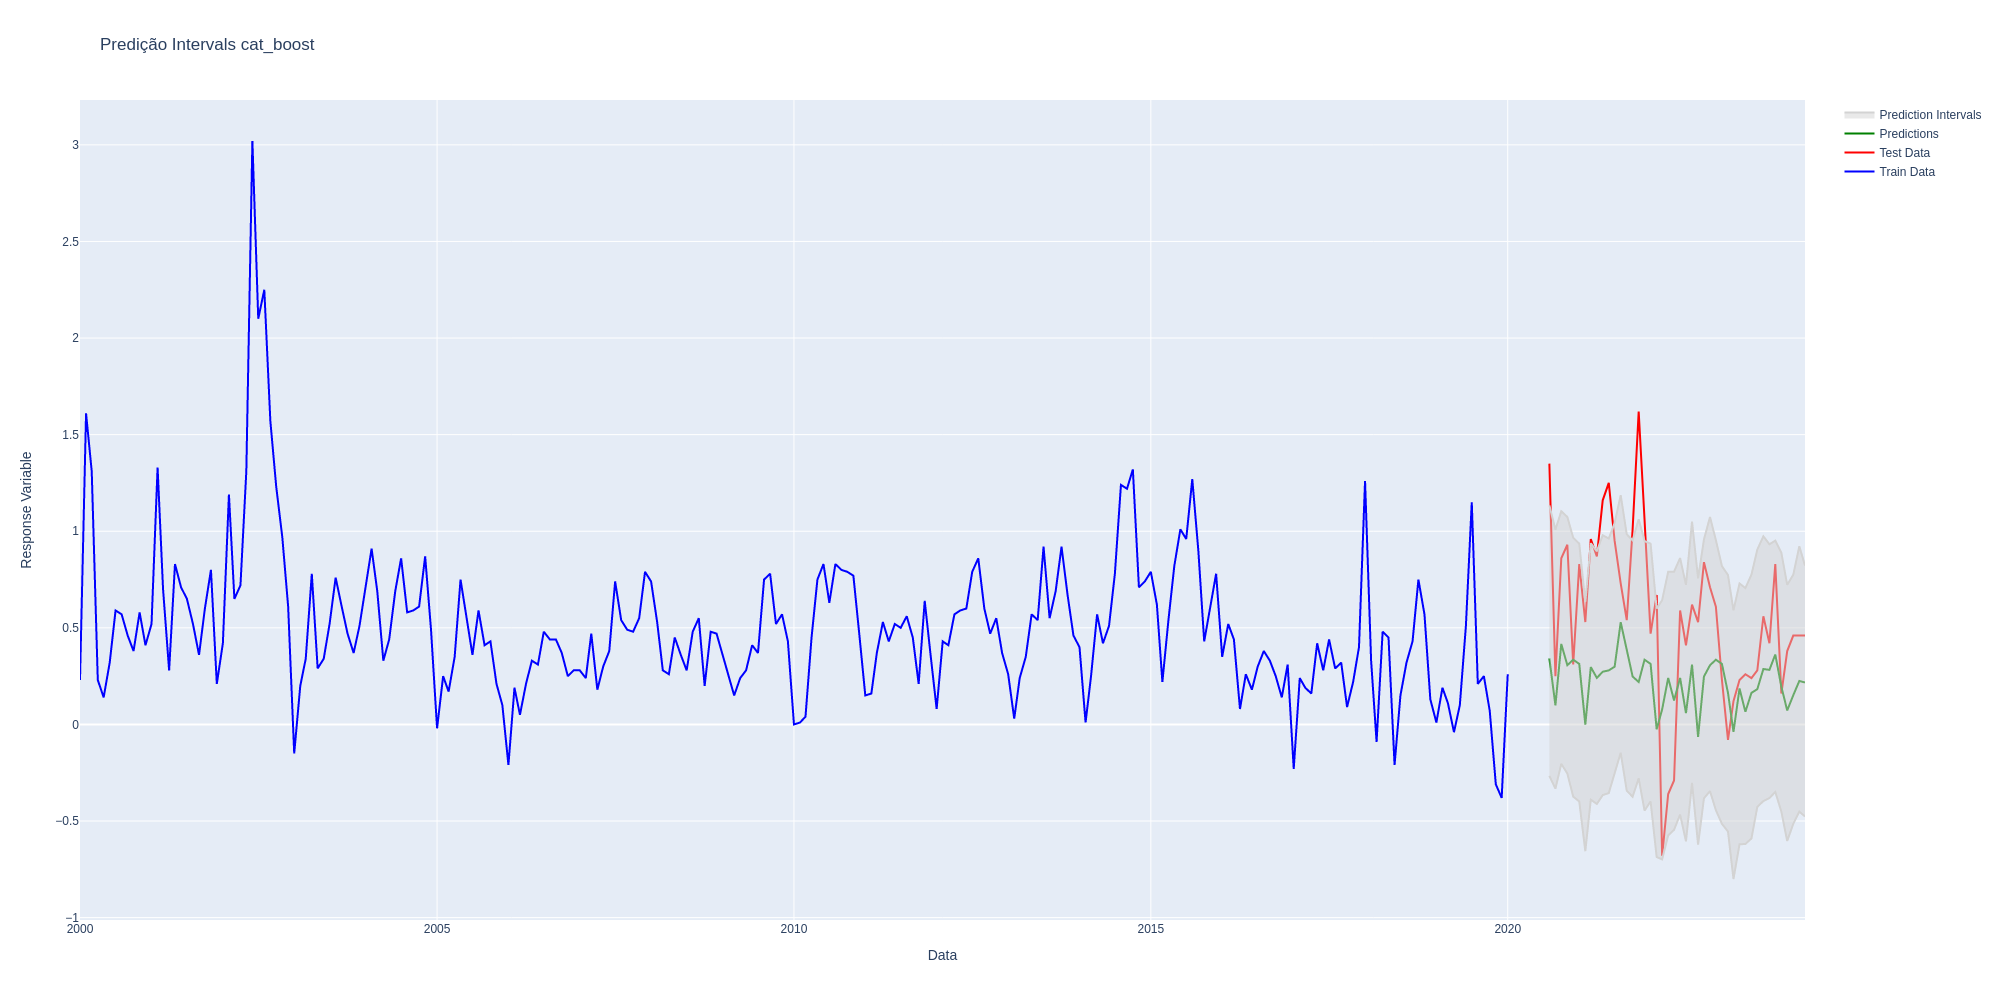 Predição Intervals cat_boost
Prediction Intervals
Predictions
Test Data
Train Data
Response Variable
3
2.5
2
1.5
1
0.5
0
−0.5
−1
2000
2005
2010
2015
2020
Data